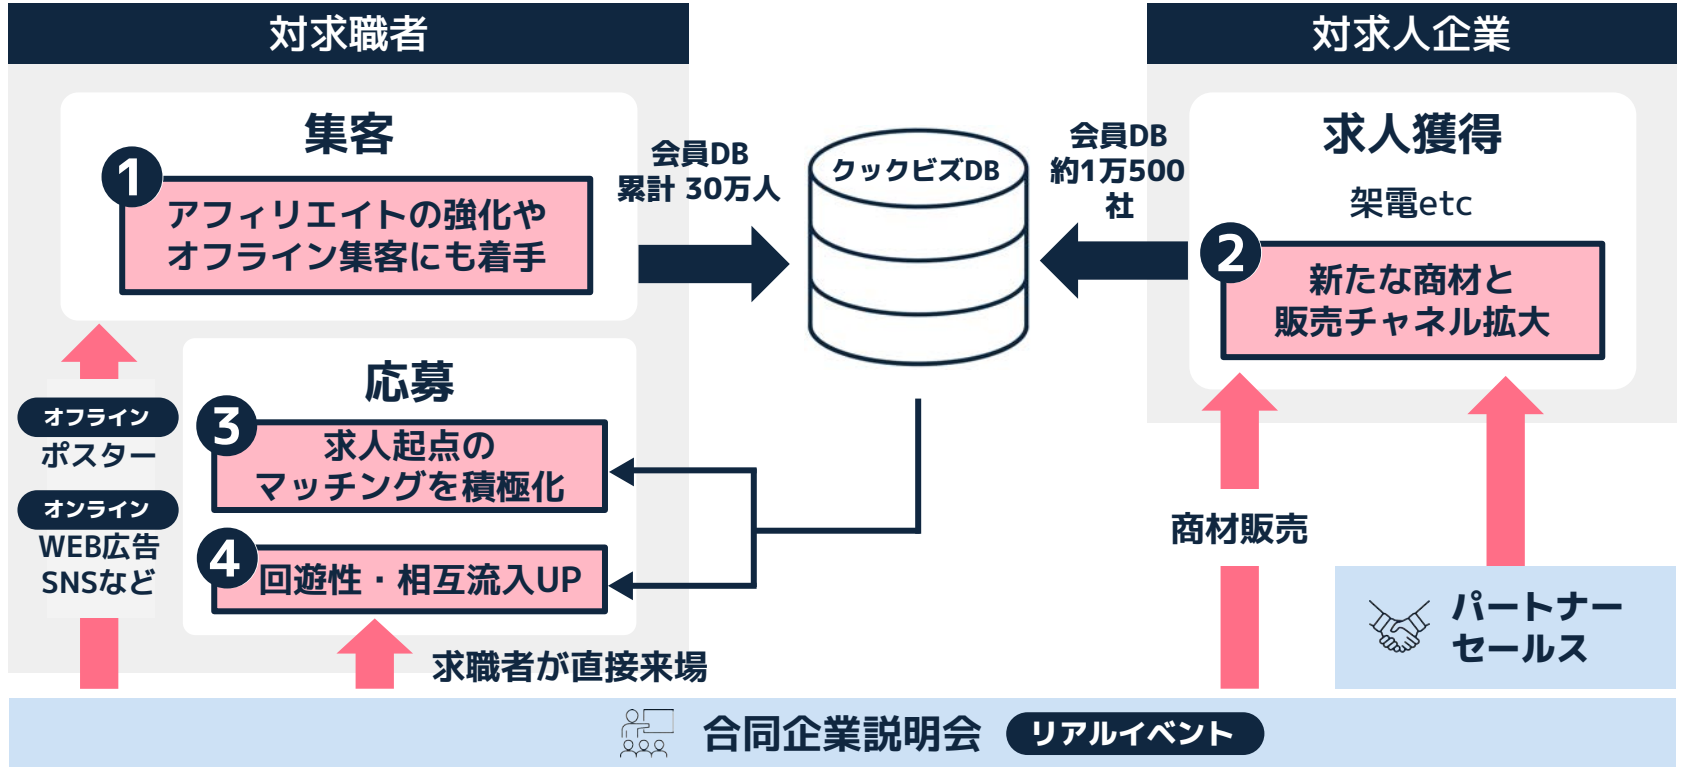 対求職者
集客
1
アフィリエイトの強化や
オフライン集客にも着手
会員DB
累計 30万人
クックビズDB
対求人企業
会員DB
約1万500
社
求人獲得
架電etc
2
新たな商材と
販売チャネル拡大
応募
3
求人起点の
マッチングを積極化
4
回遊性・相互流入UP
オフライン
ポスター
オンライン
WEB広告
SNSなど
求職者が直接来場
商材販売
パートナー
セールス
合同企業説明会
リアルイベント